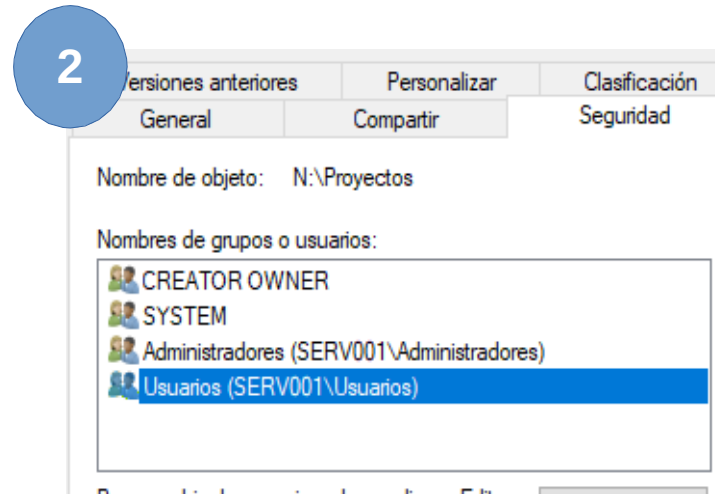 2
Versiones anteriores Personalizar Clasificación
General Compartir Seguridad
Nombre de objeto: N:\Proyectos
Nombres de grupos o usuarios:
CREATOR OWNER
SYSTEM
Administradores (SERV001\Administradores)
Usuarios (SERV001\Usuarios)